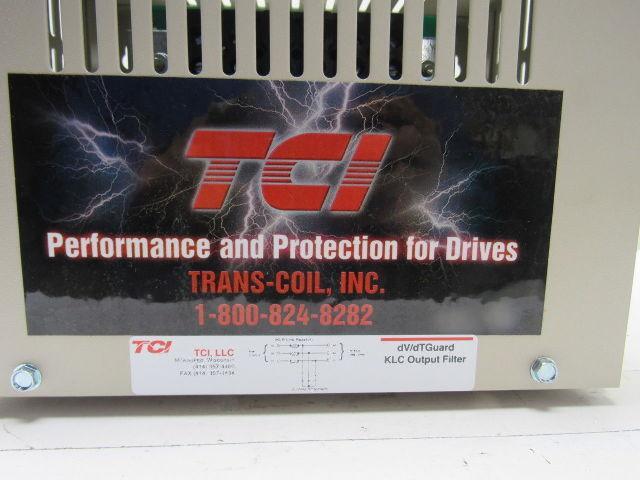 TCI
Performance and Protection for Drives
TRANS-COIL, INC.
1-800-824-8282
TCI
TCI, LLC
Milwaukee, Wisconsin
dV/dTGuard
KLC Output Filter